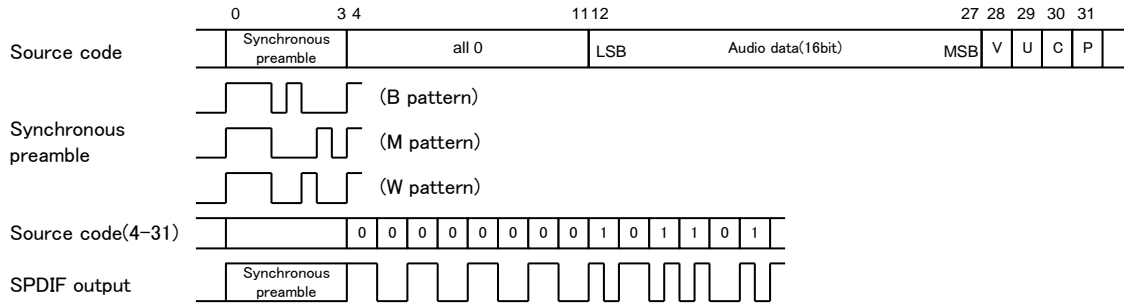 0 3 4 11 12 27 28 29 30 31
Source code Synchronous preamble all 0 LSB Audio data(16bit) MSB V U C P
(B pattern)
Synchronous preamble
(M pattern)
(W pattern)
Source code(4-31) 0 0 0 0 0 0 0 0 1 0 1 1 0 1
SPDIF output Synchronous preamble